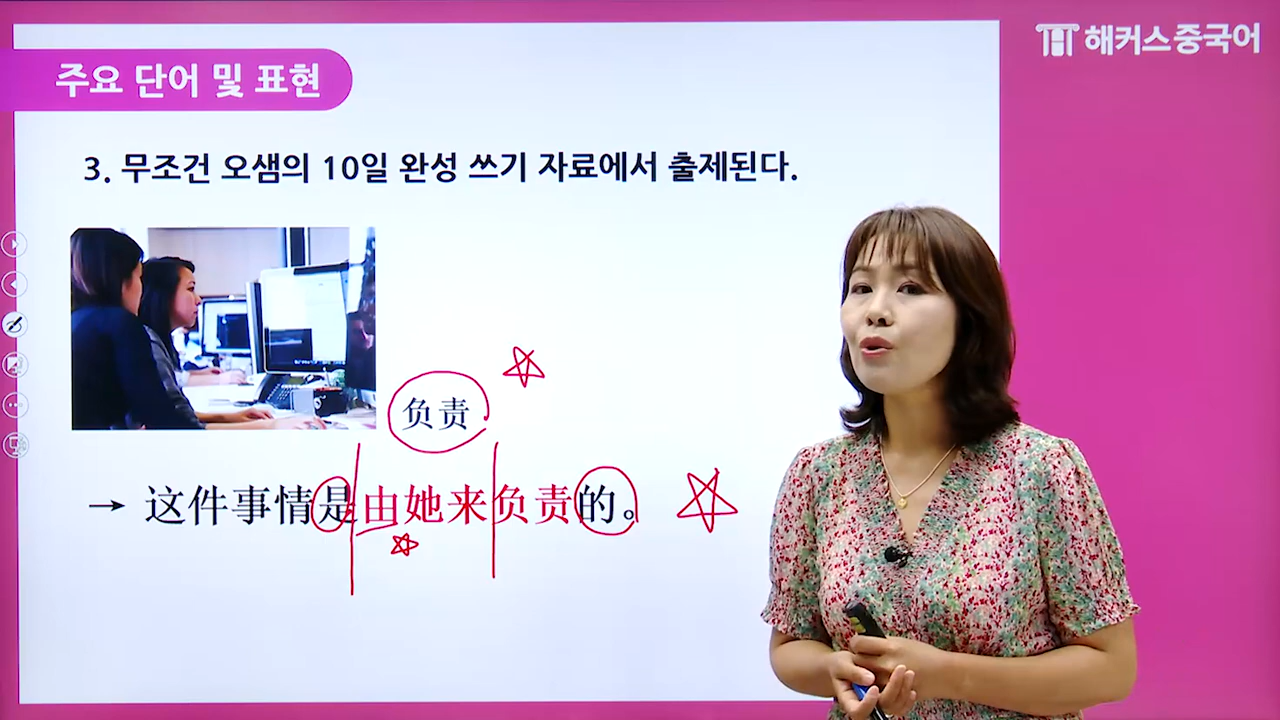 해커스중국어
주요 단어 및 표현
3. 무조건 오샘의 10일 완성 쓰기 자료에서 출제된다.
负责
→ 这件事情是由她来负责的。